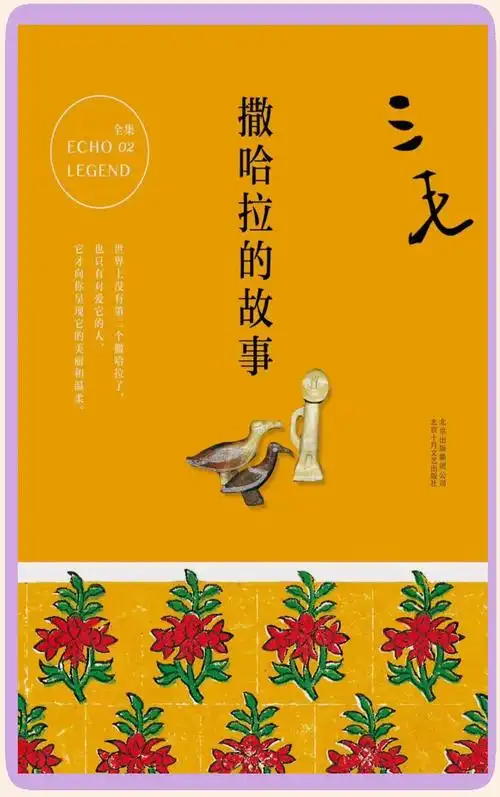 三毛
撒哈拉的故事
全集
ECHO 02
LEGEND
世界上没有第二个撒哈拉了，
也只有对爱它的人，
它才向你呈现它的美丽和温柔。
北京出版集团公司
北京十月文艺出版社